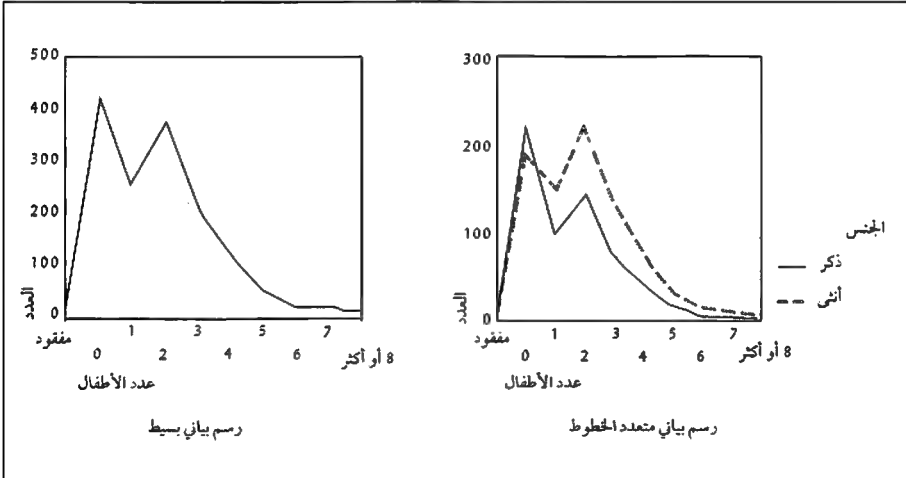 500
400
300
200
100
0
العدد
مفقود 1 3 5 7
0 2 4 6 8 أو أكثر
عدد الأطفال
رسم بياني بسيط
300
200
100
0
العدد
مفقود 1 3 5 7
0 2 4 6 8 أو أكثر
عدد الأطفال
رسم بياني متعدد الخطوط
الجنس
ذكر
أنثى